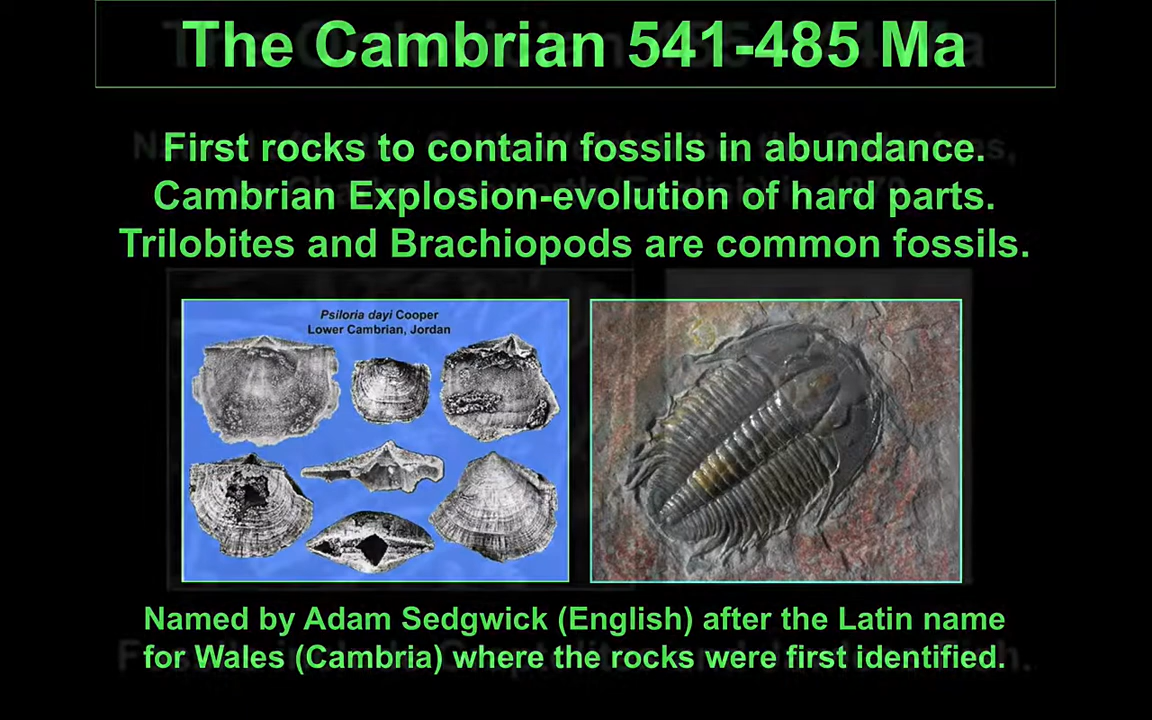 The Cambrian 541-485 Ma
First rocks to contain fossils in abundance.
Cambrian Explosion-evolution of hard parts.
Trilobites and Brachiopods are common fossils.
Psiloria dayi Cooper
Lower Cambrian, Jordan
Named by Adam Sedgwick (English) after the Latin name
for Wales (Cambria) where the rocks were first identified.